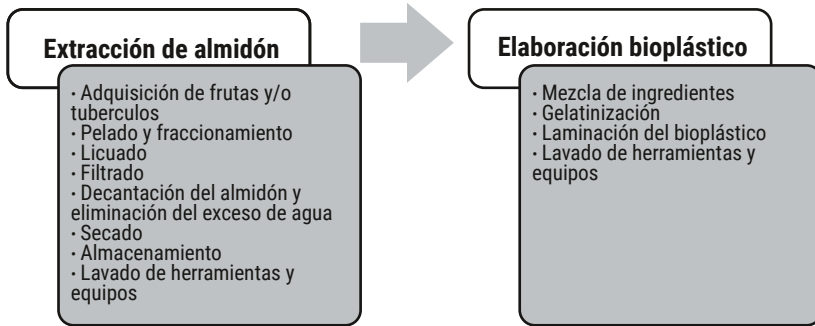 Extracción de almidón
· Adquisición de frutas y/o
tuberculos
· Pelado y fraccionamiento
· Licuado
· Filtrado
· Decantación del almidón y
eliminación del exceso de agua
· Secado
· Almacenamiento
· Lavado de herramientas y
equipos
Elaboración bioplástico
· Mezcla de ingredientes
· Gelatinización
· Laminación del bioplástico
· Lavado de herramientas y
equipos